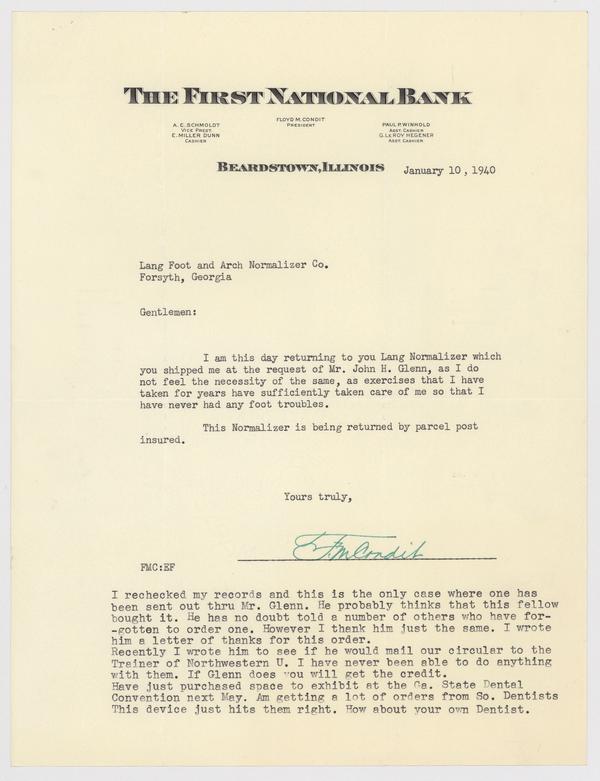 THE FIRST NATIONAL BANK
FLOYD M. CONDIT
PRESIDENT
A. E. SCHMOLDT
VICE PREST.
E. MILLER DUNN
CASHIER
PAUL P. WINHOLD
ASST. CASHIER
G. LE ROY HEGENER
ASST. CASHIER
BEARDSTOWN, ILLINOIS January 10, 1940
Lang Foot and Arch Normalizer Co.
Forsyth, Georgia
Gentlemen:
I am this day returning to you Lang Normalizer which
you shipped me at the request of Mr. John H. Glenn, as I do
not feel the necessity of the same, as exercises that I have
taken for years have sufficiently taken care of me so that I
have never had any foot troubles.
This Normalizer is being returned by parcel post
insured.
Yours truly,
F.M. Condit
FMC:EF
I rechecked my records and this is the only case where one has
been sent out thru Mr. Glenn. He probably thinks that this fellow
bought it. He has no doubt told a number of others who have for-
-gotten to order one. However I thank him just the same. I wrote
him a letter of thanks for this order.
Recently I wrote him to see if he would mail our circular to the
Trainer of Northwestern U. I have never been able to do anything
with them. If Glenn does you will get the credit.
Have just purchased space to exhibit at the Ga. State Dental
Convention next May. Am getting a lot of orders from So. Dentists
This device just hits them right. How about your own Dentist.